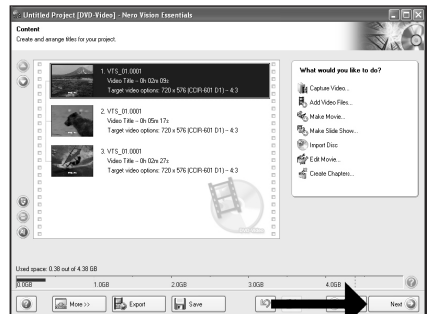 Untitled Project [DVD-Video] - Nero Vision Essentials
Content
Create and arrange titles for your project.
1. VTS_01.0001
Video Title – 0h 02m 09s
Target video options: 720 x 576 (CCIR-601 D1) – 4:3
2. VTS_01.0001
Video Title – 0h 05m 17s
Target video options: 720 x 576 (CCIR-601 D1) – 4:3
3. VTS_01.0001
Video Title – 0h 02m 27s
Target video options: 720 x 576 (CCIR-601 D1) – 4:3
What would you like to do?
Capture Video...
Add Video Files...
Make Movie...
Make Slide Show...
Import Disc
Edit Movie...
Create Chapters...
Used space: 0.38 out of 4.38 GB
0.0GB 1.0GB 2.0GB 3.0GB 4.0GB
More >> Export Save Next